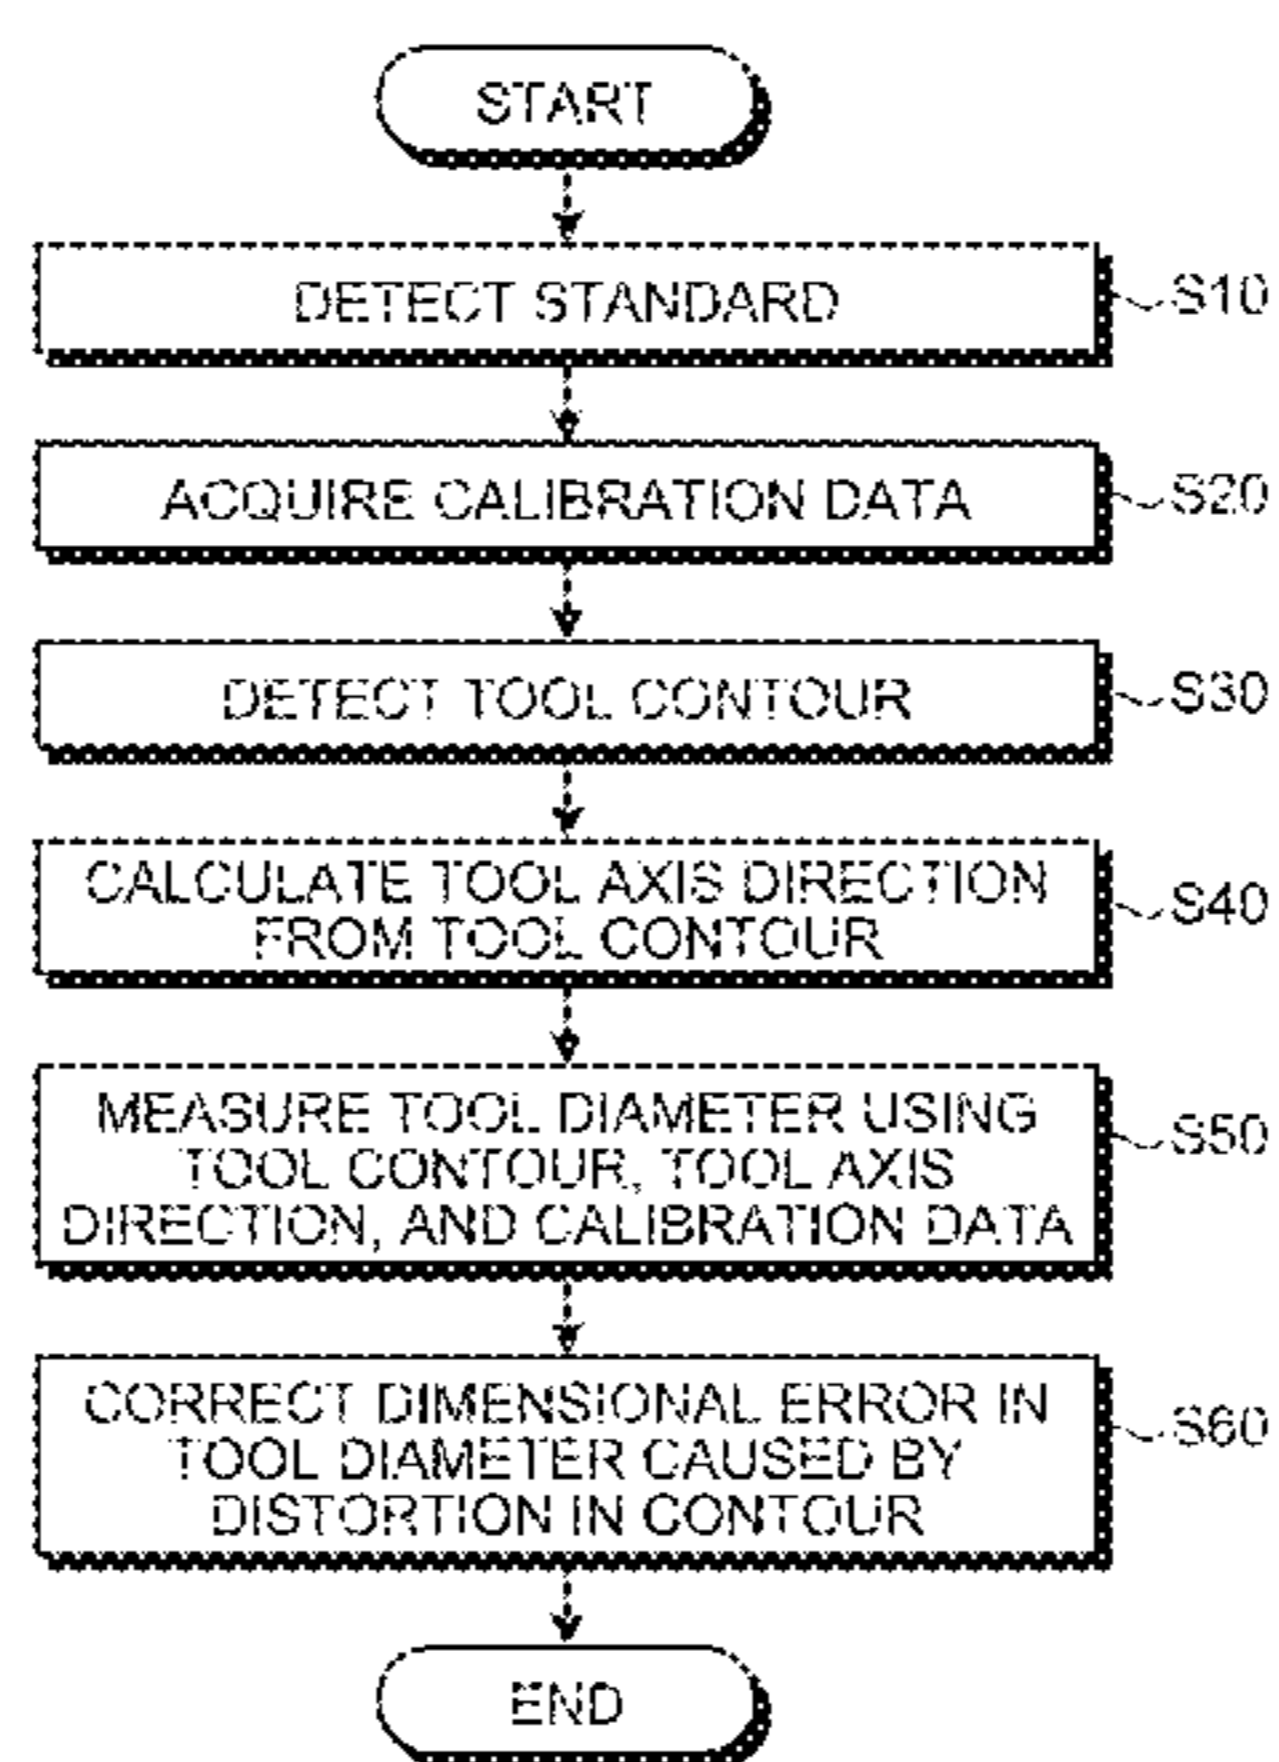 START
DETECT STANDARD
S10
ACQUIRE CALIBRATION DATA
S20
DETECT TOOL CONTOUR
S30
CALCULATE TOOL AXIS DIRECTION
FROM TOOL CONTOUR
S40
MEASURE TOOL DIAMETER USING
TOOL CONTOUR, TOOL AXIS
DIRECTION, AND CALIBRATION DATA
S50
CORRECT DIMENSIONAL ERROR IN
TOOL DIAMETER CAUSED BY
DISTORTION IN CONTOUR
S60
END